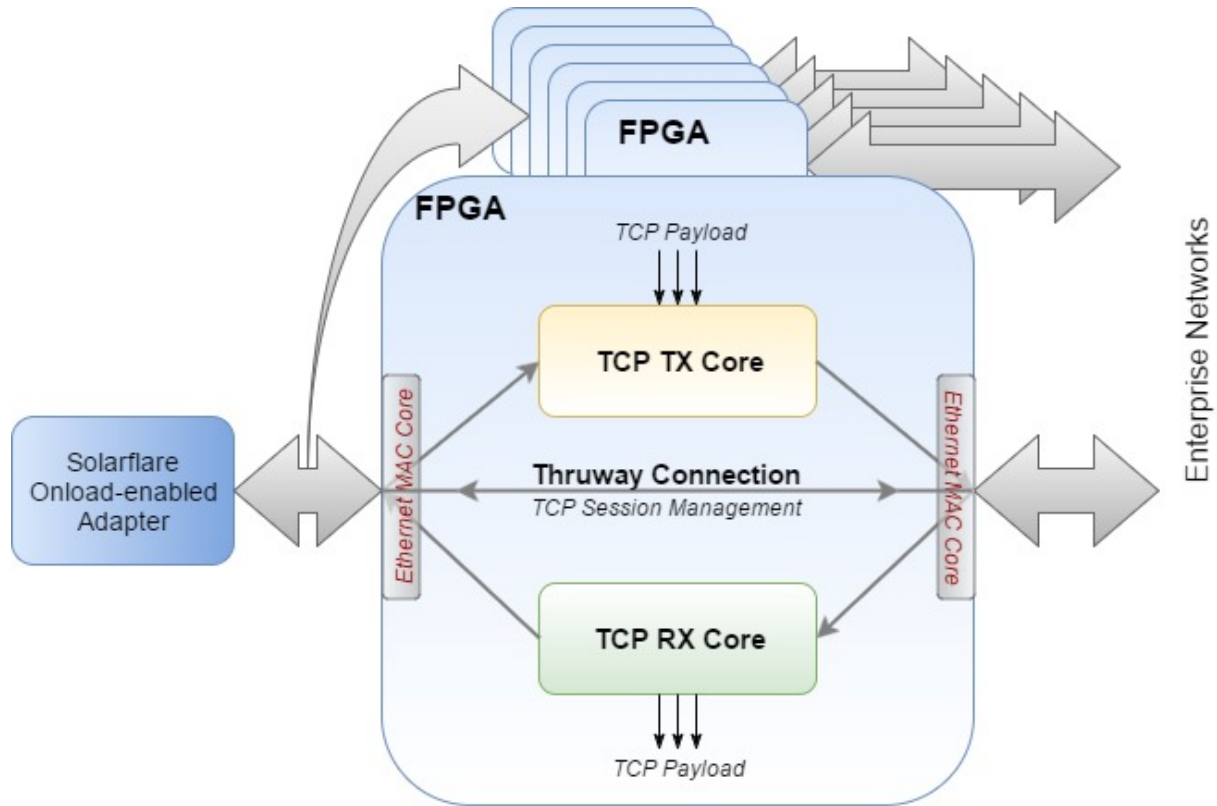 FPGA
FPGA
TCP Payload
TCP TX Core
Ethernet MAC Core
Ethernet MAC Core
Solarflare
Onload-enabled
Adapter
Thruway Connection
TCP Session Management
TCP RX Core
TCP Payload
Enterprise Networks